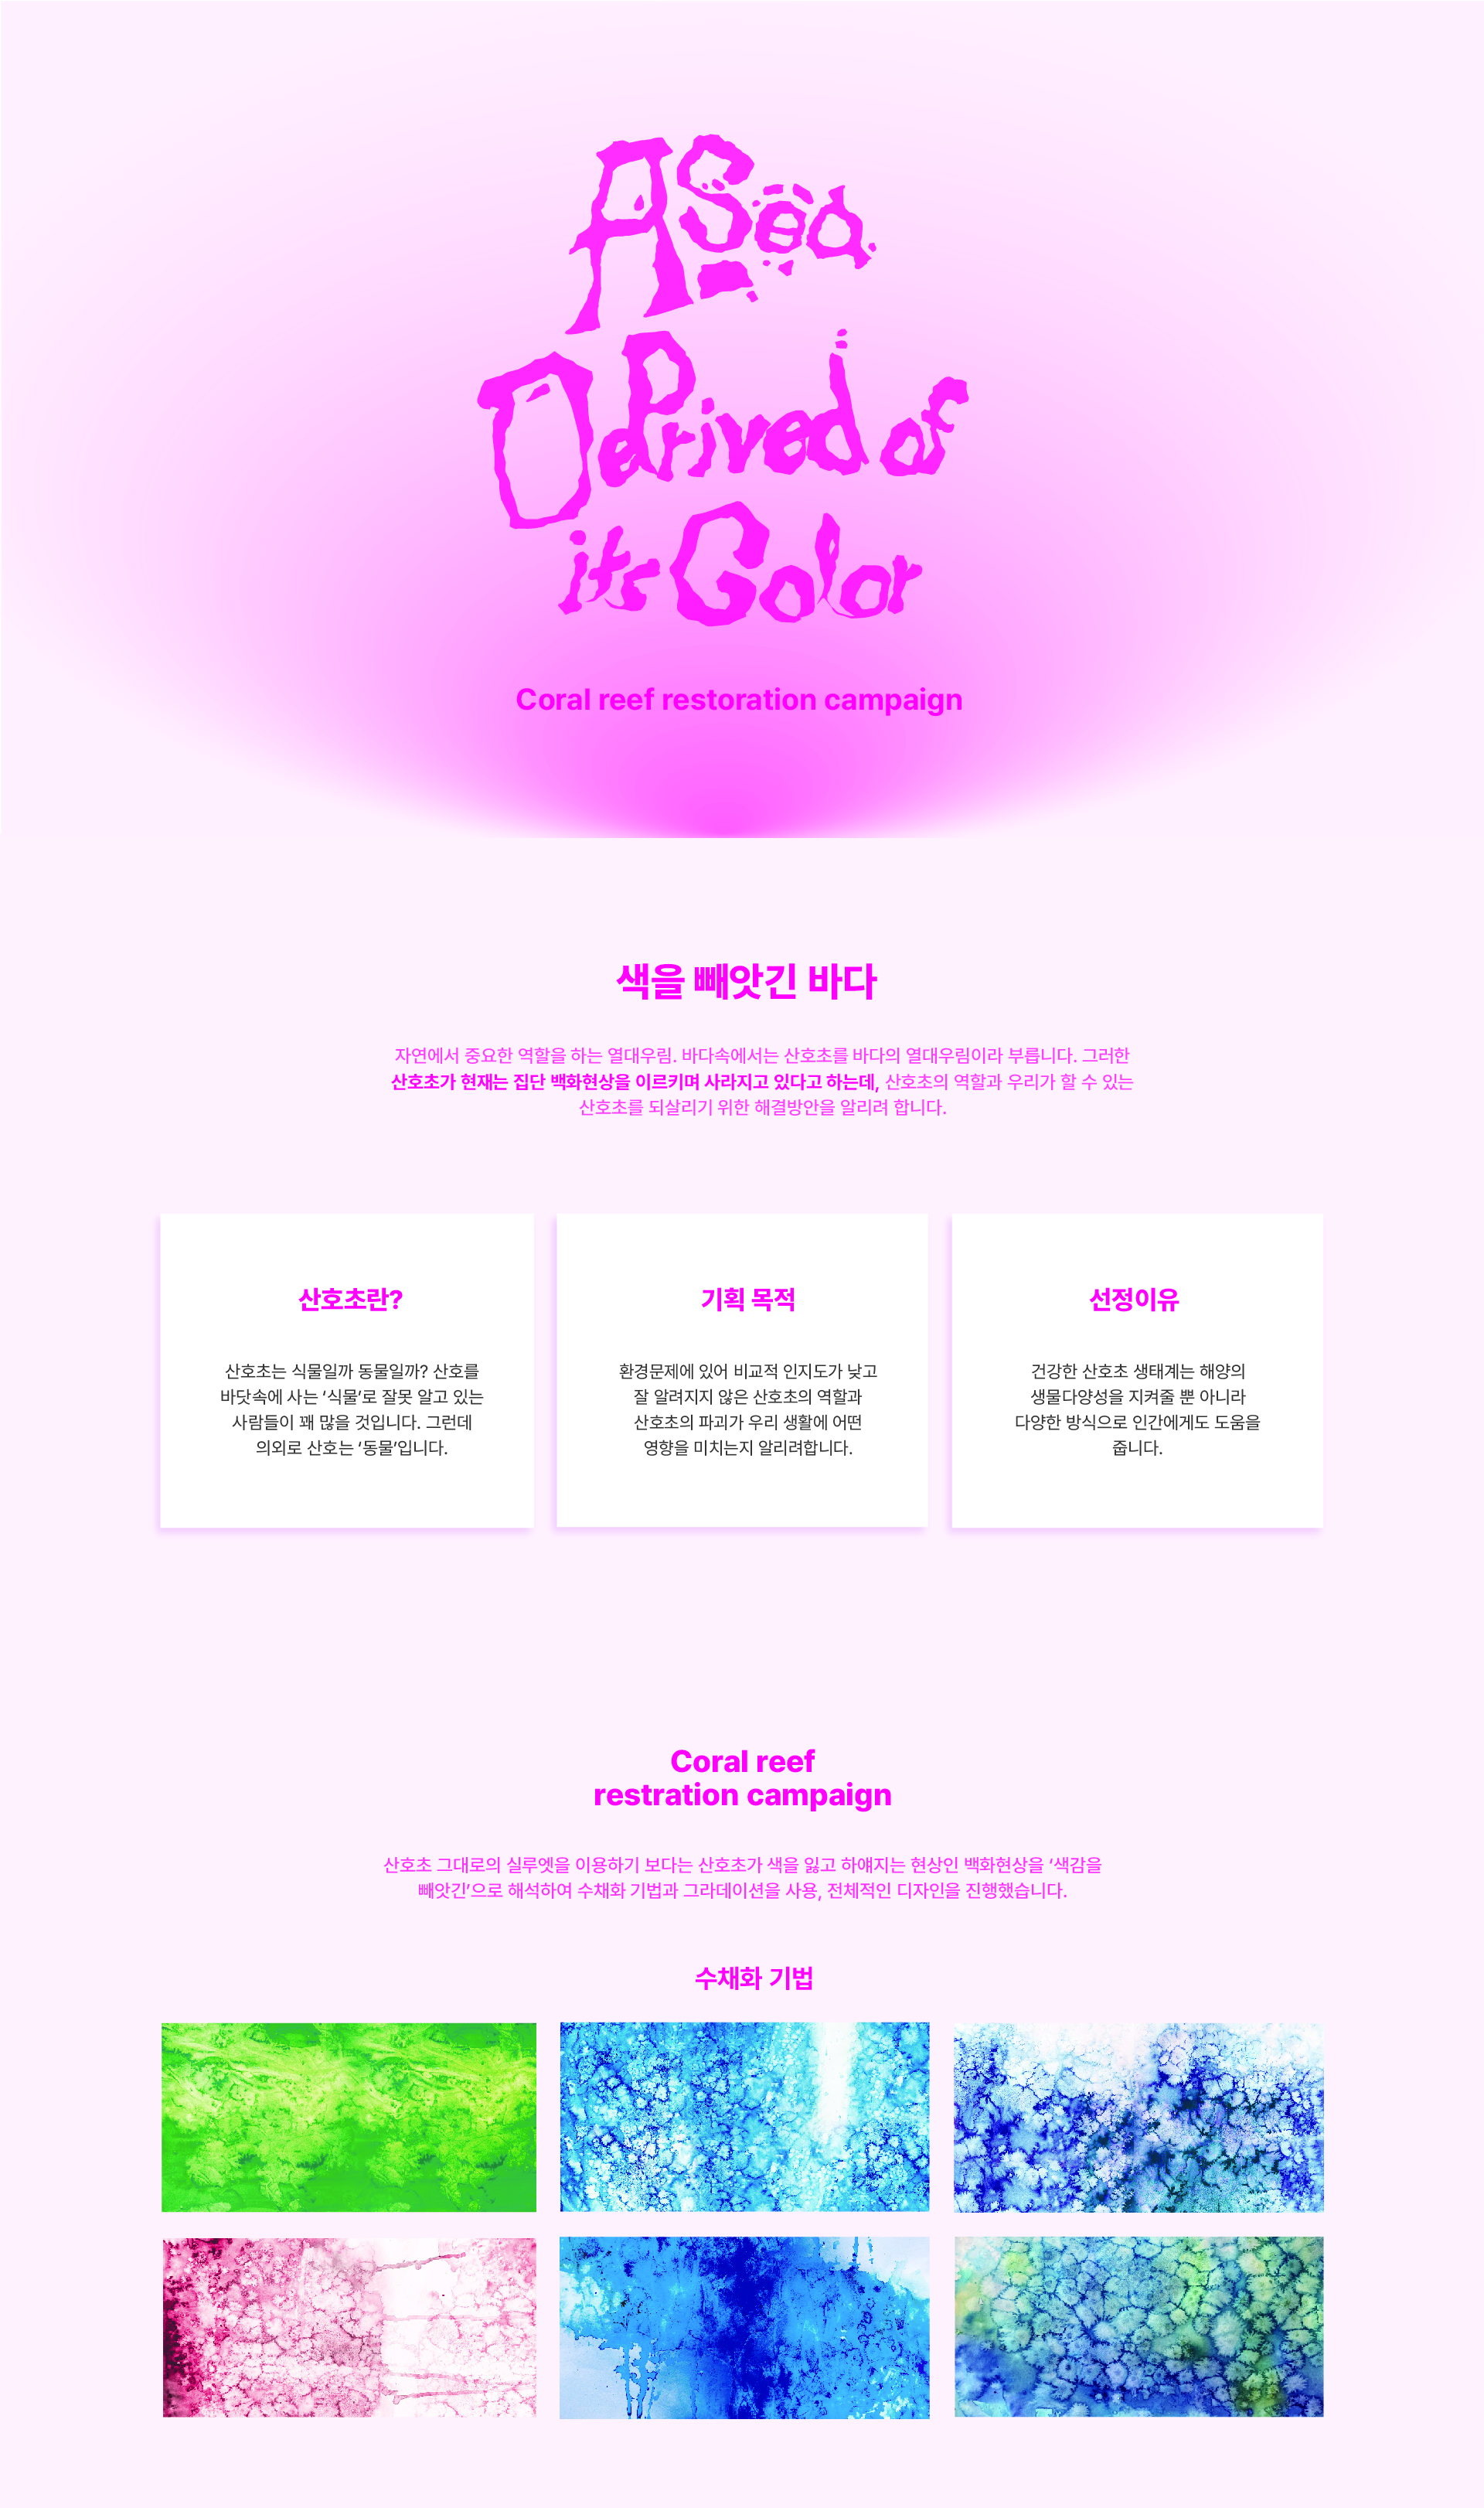 A Sea
Deprived of
its Color
Coral reef restoration campaign
색을 빼앗긴 바다
자연에서 중요한 역할을 하는 열대우림. 바다속에서는 산호초를 바다의 열대우림이라 부릅니다. 그러한
산호초가 현재는 집단 백화현상을 이르키며 사라지고 있다고 하는데, 산호초의 역할과 우리가 할 수 있는
산호초를 되살리기 위한 해결방안을 알리려 합니다.
산호초란?
산호초는 식물일까 동물일까? 산호를
바닷속에 사는 ‘식물’로 잘못 알고 있는
사람들이 꽤 많을 것입니다. 그런데
의외로 산호는 ‘동물’입니다.
기획 목적
환경문제에 있어 비교적 인지도가 낮고
잘 알려지지 않은 산호초의 역할과
산호초의 파괴가 우리 생활에 어떤
영향을 미치는지 알리려합니다.
선정이유
건강한 산호초 생태계는 해양의
생물다양성을 지켜줄 뿐 아니라
다양한 방식으로 인간에게도 도움을
줍니다.
Coral reef
restration campaign
산호초 그대로의 실루엣을 이용하기 보다는 산호초가 색을 잃고 하얘지는 현상인 백화현상을 ‘색감을
빼앗긴’으로 해석하여 수채화 기법과 그라데이션을 사용, 전체적인 디자인을 진행했습니다.
수채화 기법